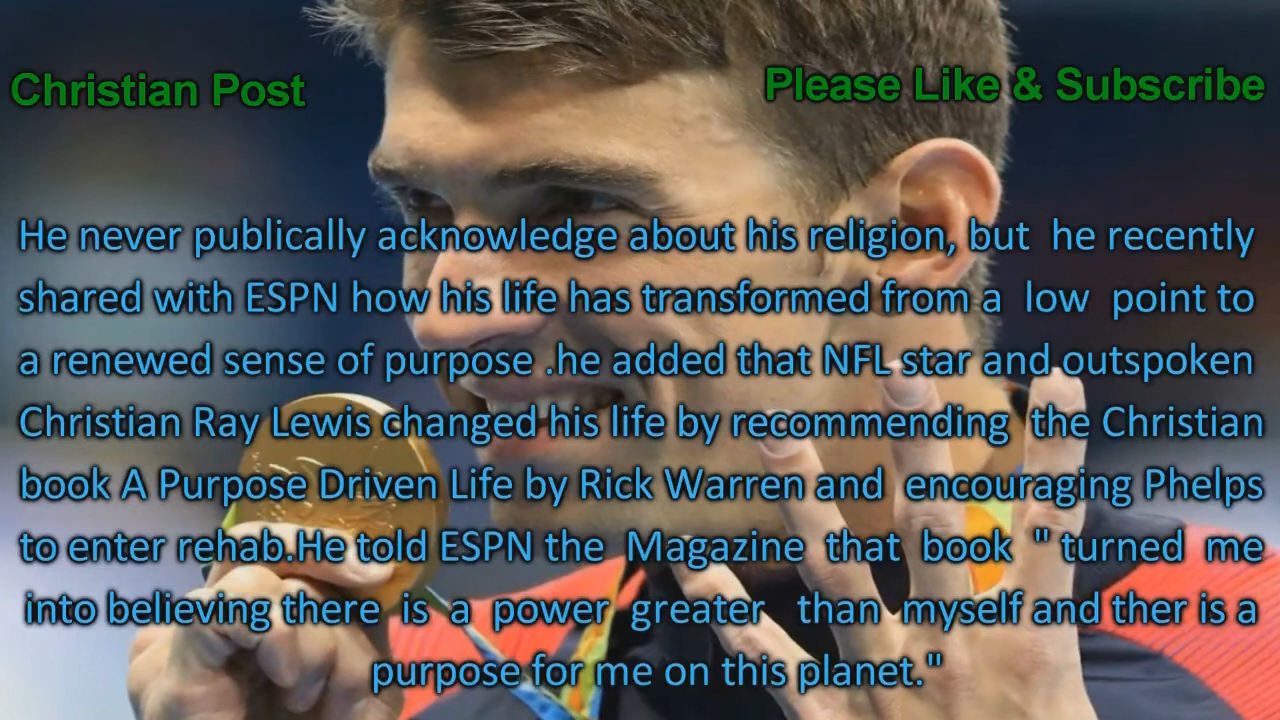 Christian Post
Please Like & Subscribe
He never publically acknowledge about his religion, but he recently
shared with ESPN how his life has transformed from a low point to
a renewed sense of purpose .he added that NFL star and outspoken
Christian Ray Lewis changed his life by recommending the Christian
book A Purpose Driven Life by Rick Warren and encouraging Phelps
to enter rehab.He told ESPN the Magazine that book " turned me
into believing there is a power greater than myself and ther is a
purpose for me on this planet."